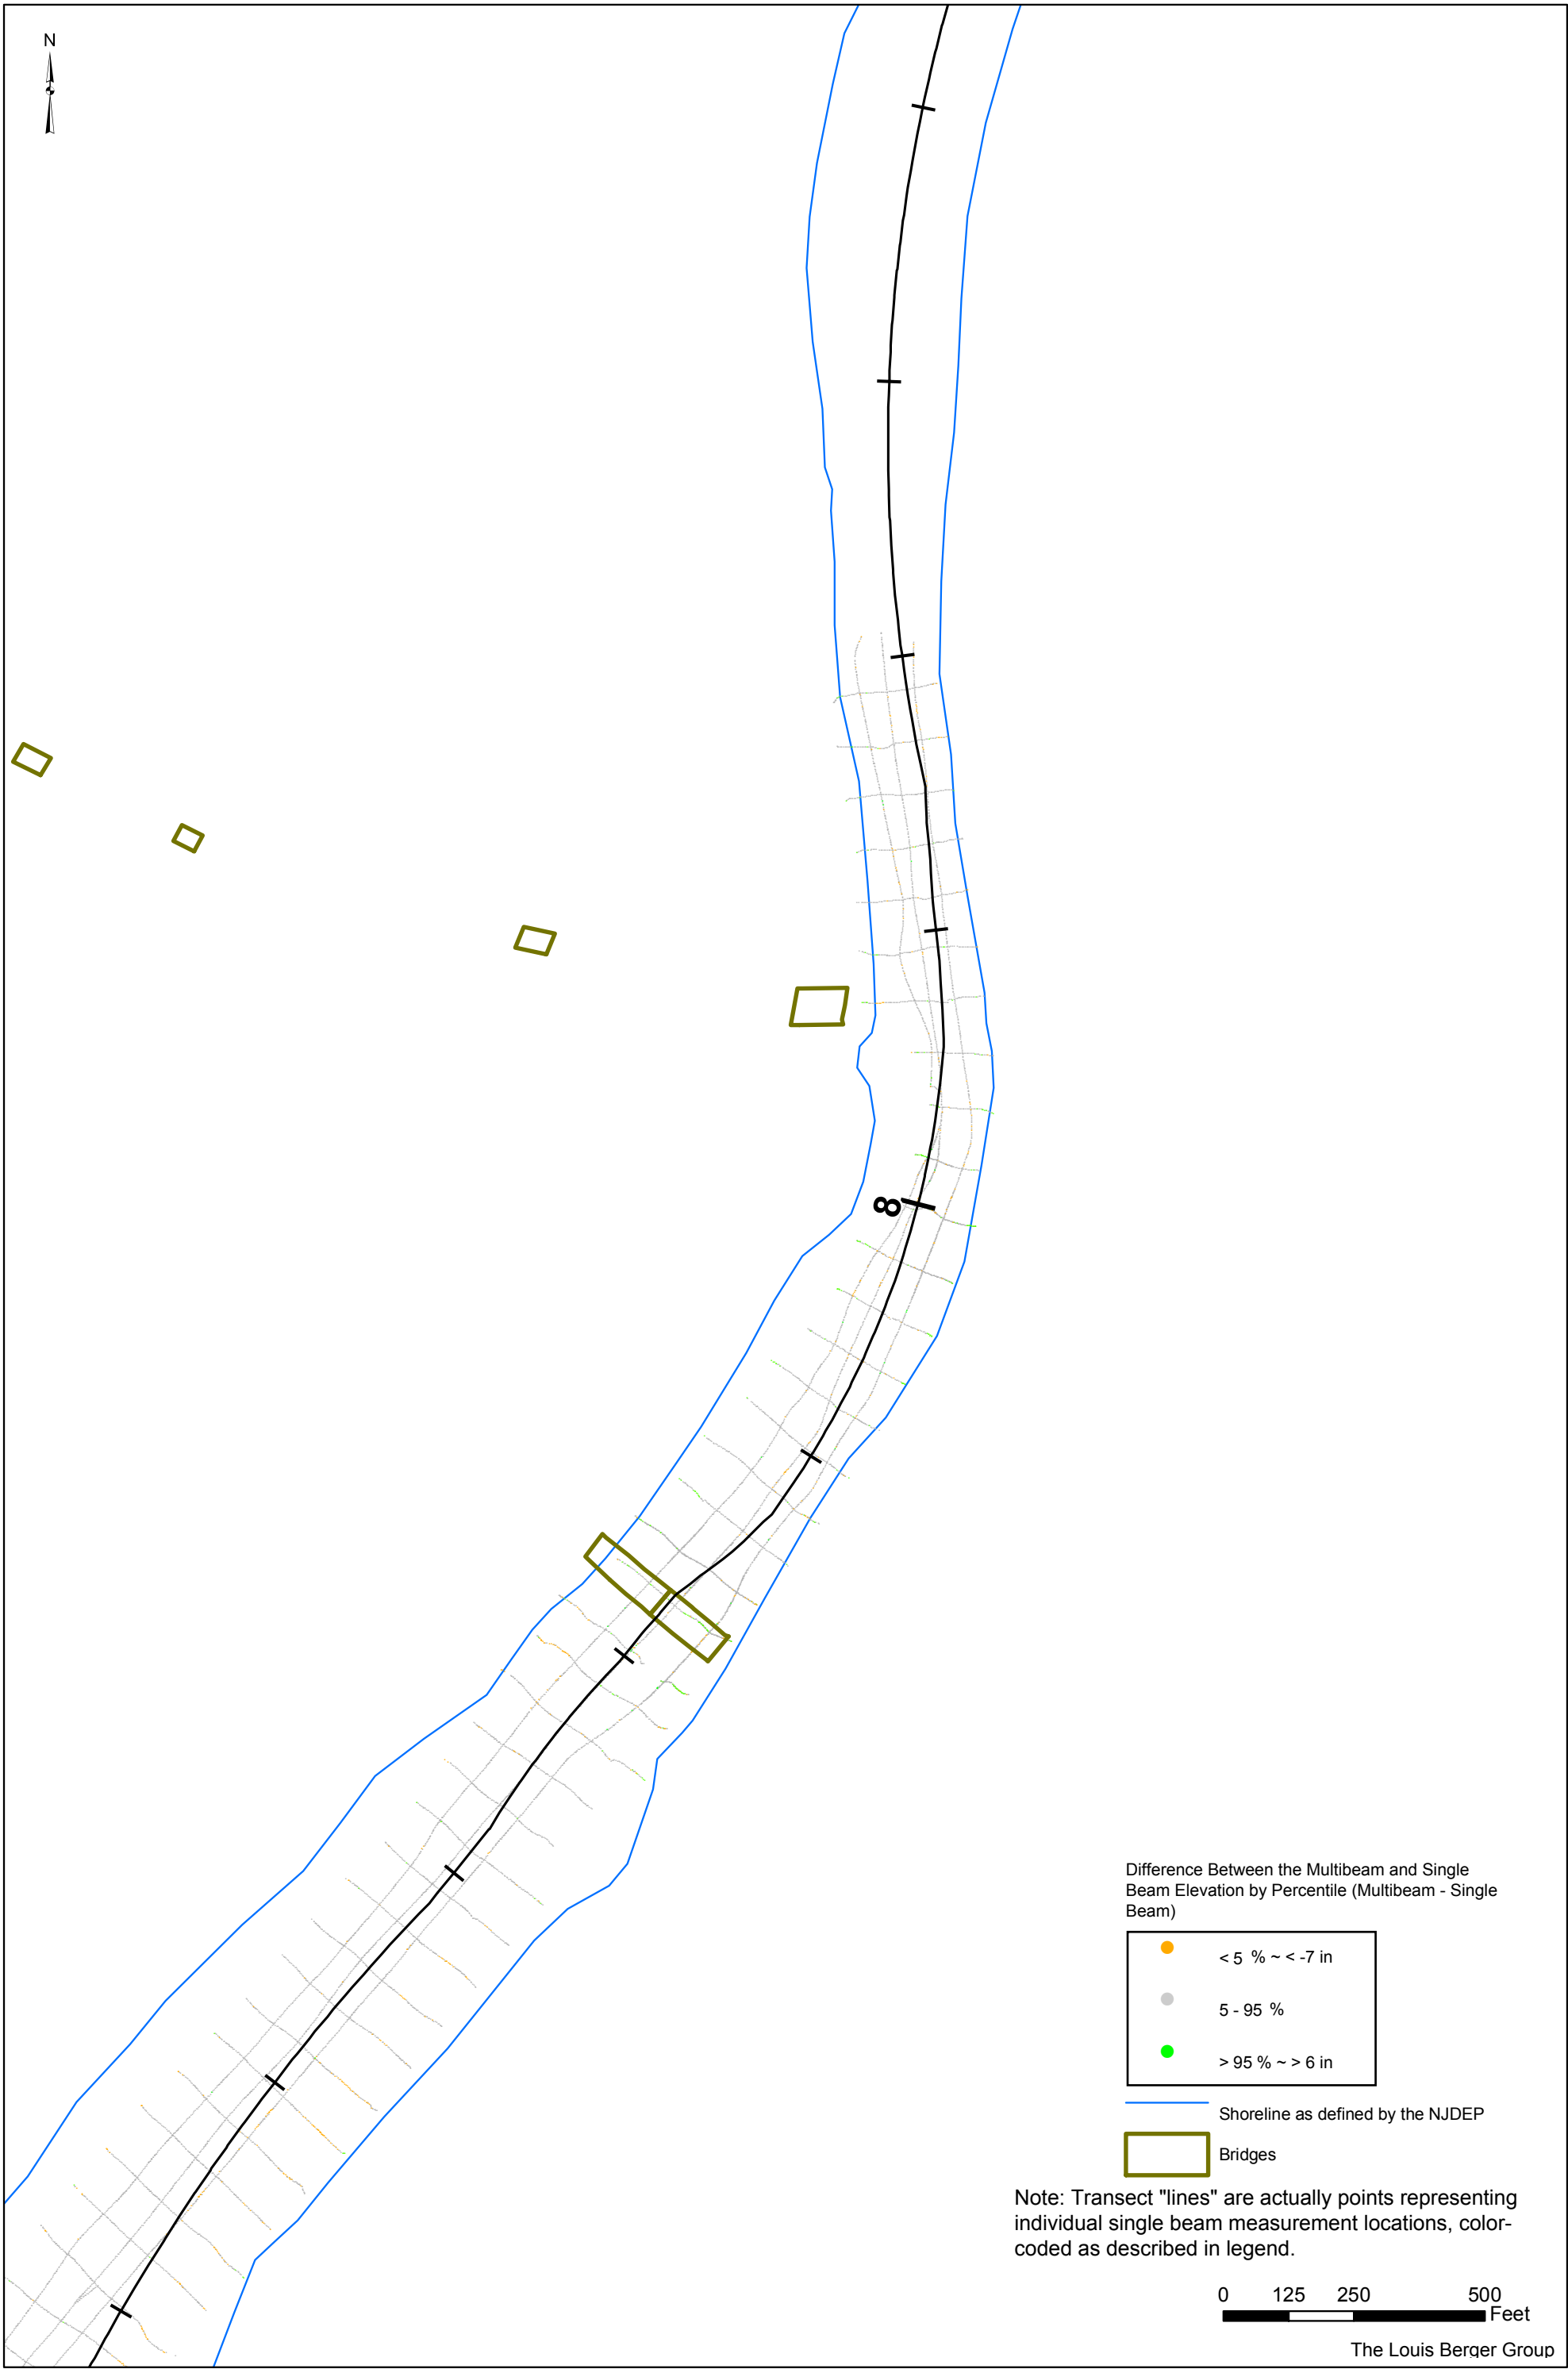 N
8
Difference Between the Multibeam and Single
Beam Elevation by Percentile (Multibeam - Single
Beam)
< 5 % ~ < -7 in
5 - 95 %
> 95 % ~ > 6 in
Shoreline as defined by the NJDEP
Bridges
Note: Transect "lines" are actually points representing
individual single beam measurement locations, color-
coded as described in legend.
0 125 250 500
Feet
The Louis Berger Group